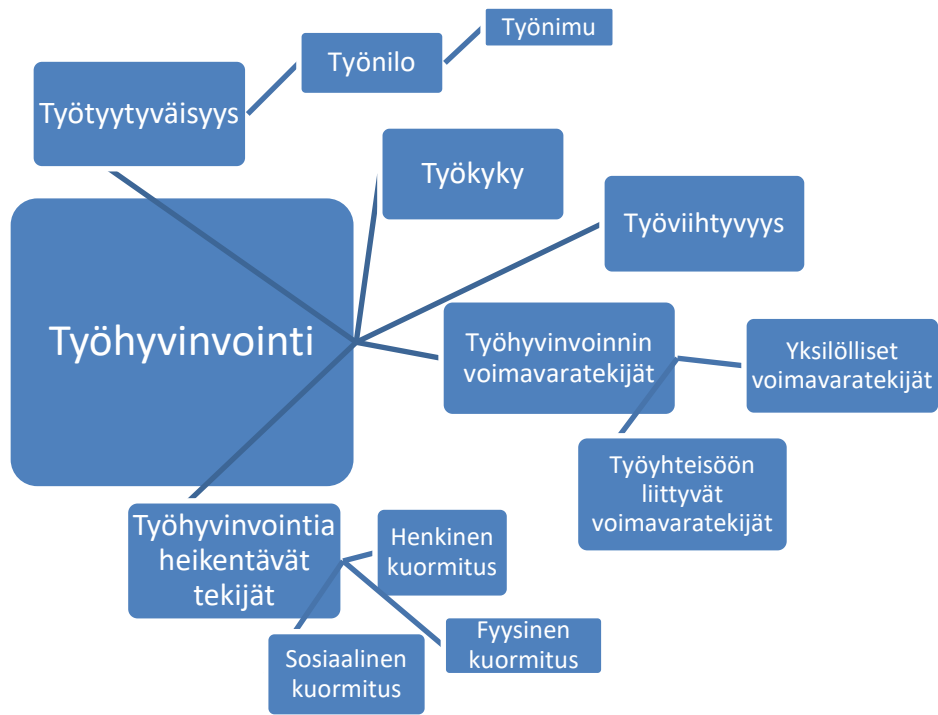 Työnimu
Työnilo
Työtyytyväisyys
Työkyky
Työviihtyvyys
Työhyvinvointi
Työhyvinvoinnin
voimavaratekijät
Yksilölliset
voimavaratekijät
Työyhteisöön
liittyvät
voimavaratekijät
Työhyvinvointia
heikentävät
tekijät
Henkinen
kuormitus
Fyysinen
kuormitus
Sosiaalinen
kuormitus